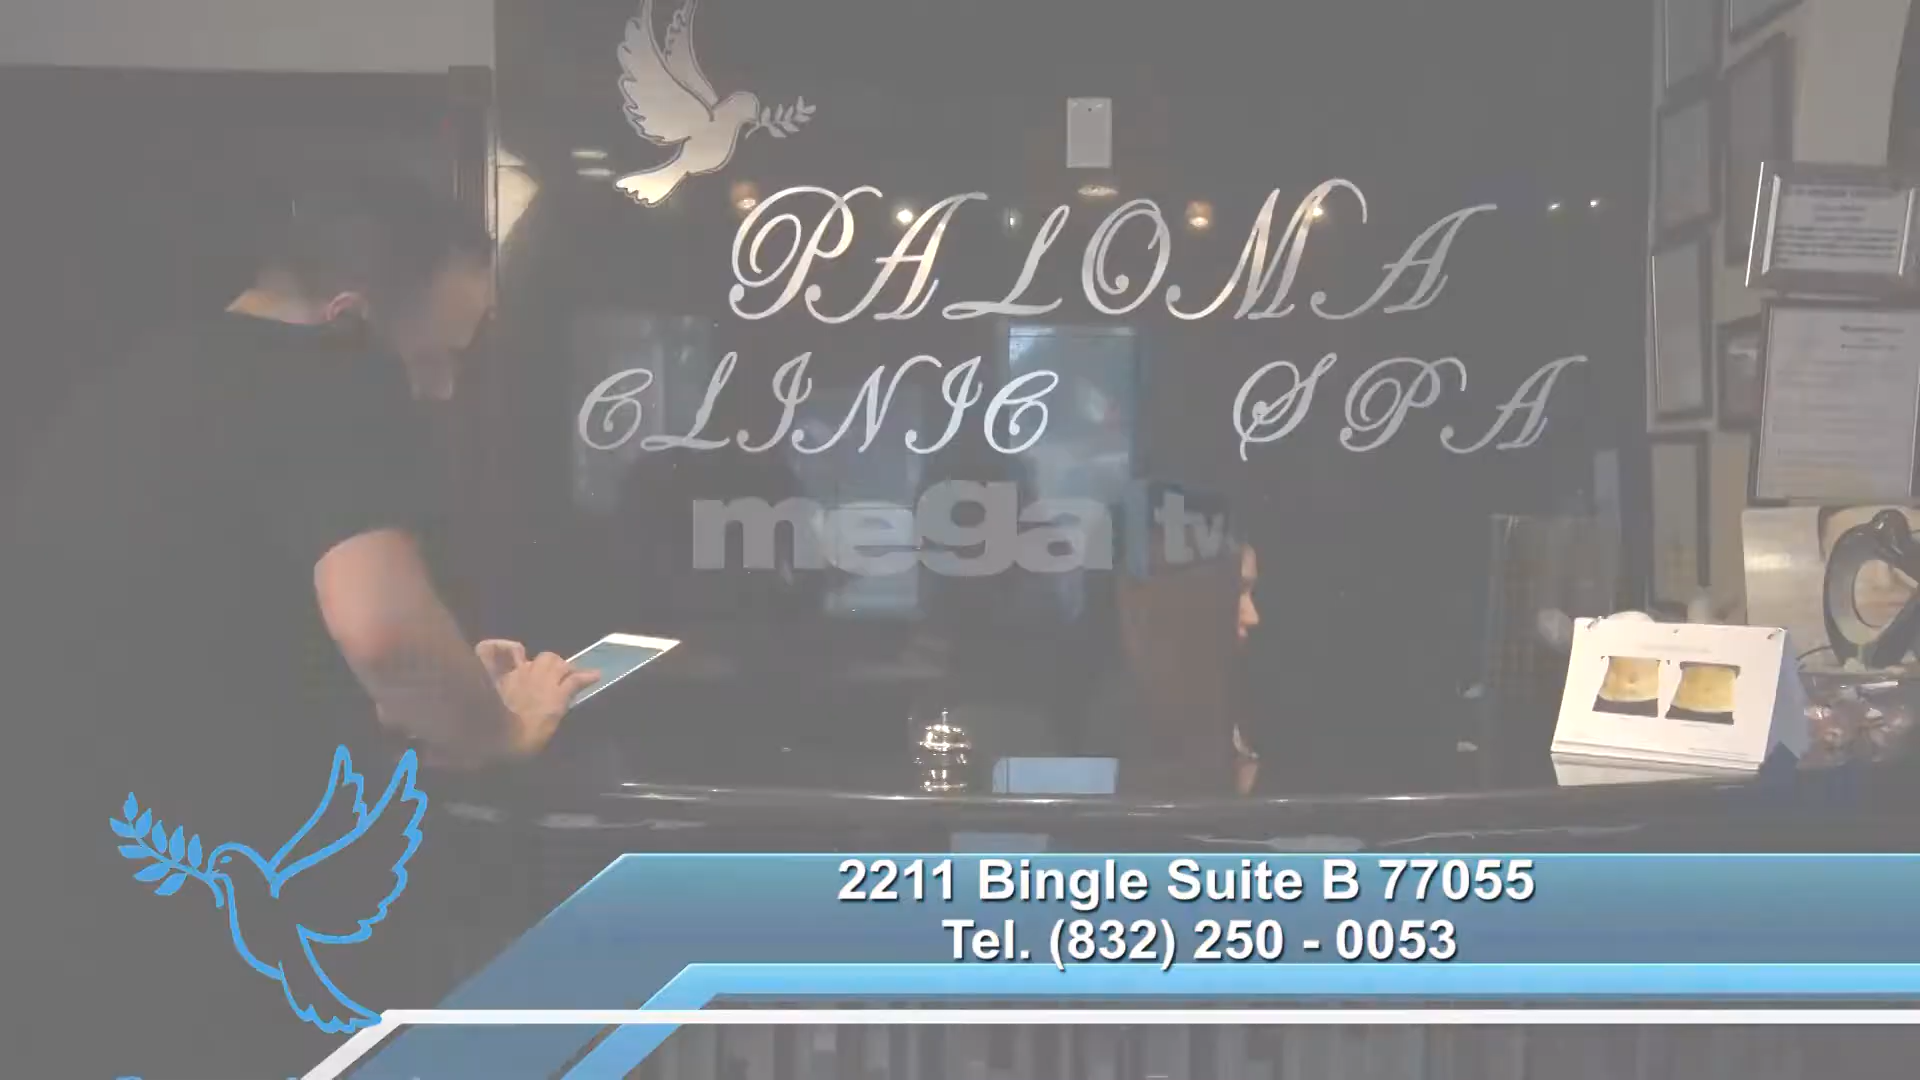 PALOMA
CLINIC SPA
mega tv
2211 Bingle Suite B 77055
Tel. (832) 250 - 0053